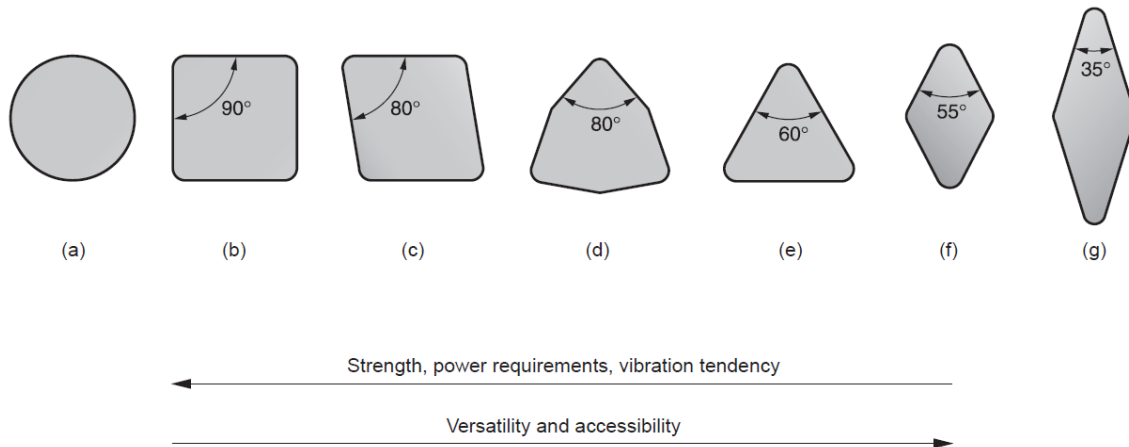 90°
80°
80°
60°
55°
35°
(a)
(b)
(c)
(d)
(e)
(f)
(g)
Strength, power requirements, vibration tendency
Versatility and accessibility